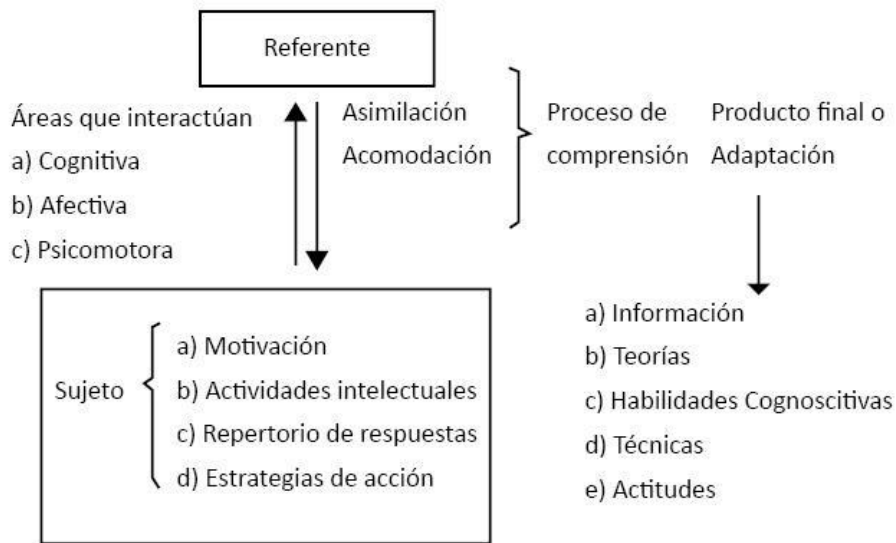 Referente
Áreas que interactúan
a) Cognitiva
b) Afectiva
c) Psicomotora
Asimilación
Acomodación
Proceso de
comprensión
Producto final o
Adaptación
Sujeto
a) Motivación
b) Actividades intelectuales
c) Repertorio de respuestas
d) Estrategias de acción
a) Información
b) Teorías
c) Habilidades Cognoscitivas
d) Técnicas
e) Actitudes